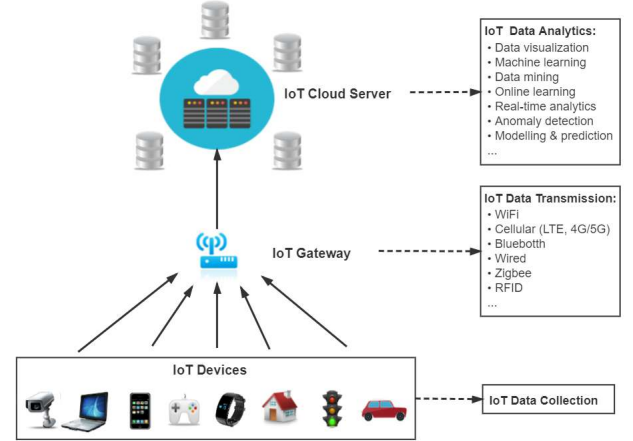 IoT Data Analytics:
• Data visualization
• Machine learning
• Data mining
• Online learning
• Real-time analytics
• Anomaly detection
• Modelling & prediction
...
IoT Cloud Server
IoT Data Transmission:
• WiFi
• Cellular (LTE, 4G/5G)
• Bluebotth
• Wired
• Zigbee
• RFID
...
IoT Gateway
IoT Devices
IoT Data Collection